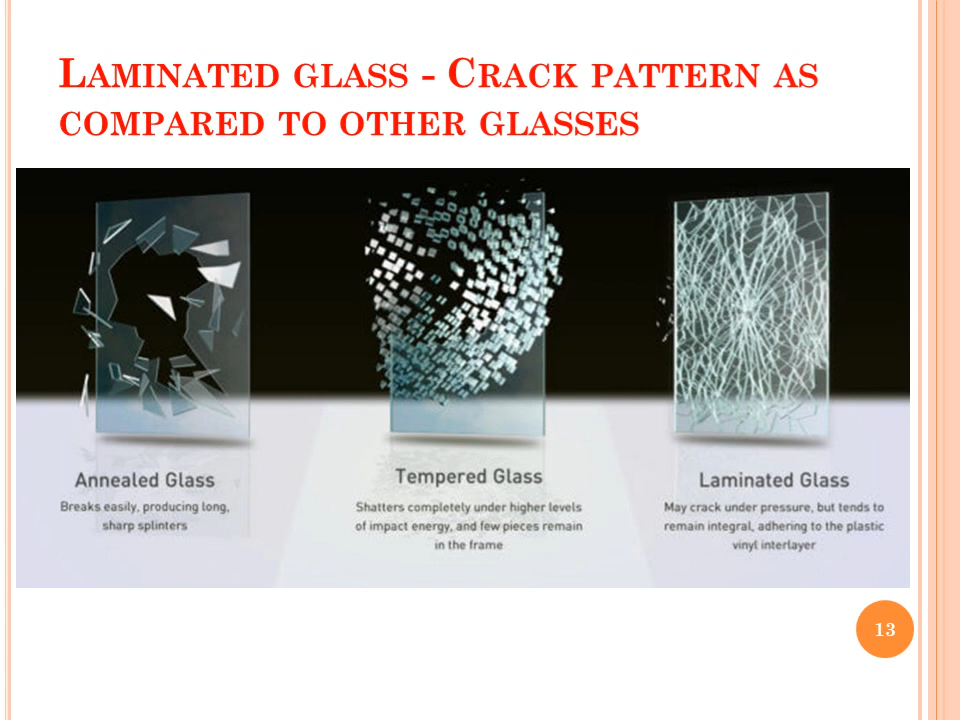 LAMINATED GLASS - CRACK PATTERN AS
COMPARED TO OTHER GLASSES
Annealed Glass
Breaks easily, producing long,
sharp splinters
Tempered Glass
Shatters completely under higher levels
of impact energy, and few pieces remain
in the frame
Laminated Glass
May crack under pressure, but tends to
remain integral, adhering to the plastic
vinyl interlayer
13